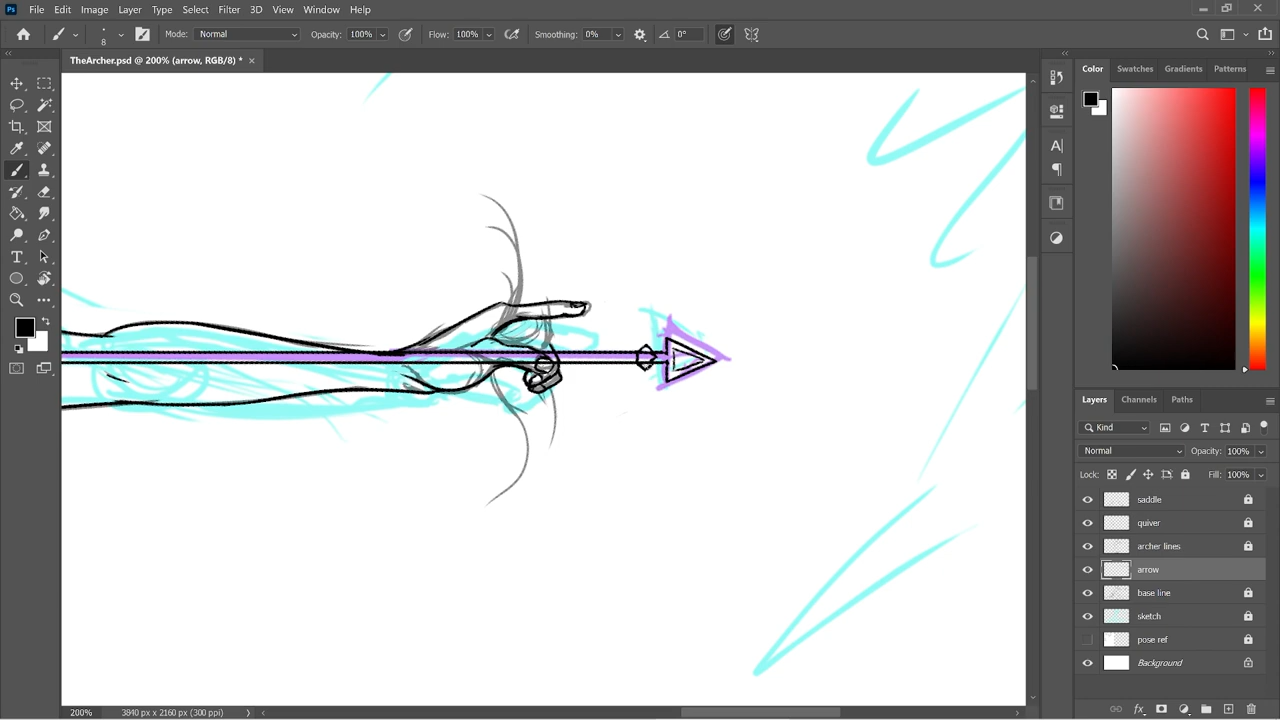 Ps File Edit Image Layer Type Select Filter 3D View Window Help
8 Mode: Normal Opacity: 100% Flow: 100% Smoothing: 0% 0°
TheArcher.psd @ 200% (arrow, RGB/8) *
Color Swatches Gradients Patterns
Layers Channels Paths
Kind
Normal Opacity: 100%
Lock: Fill: 100%
saddle
quiver
archer lines
arrow
base line
sketch
pose ref
Background
200% 3840 px x 2160 px (300 ppi)